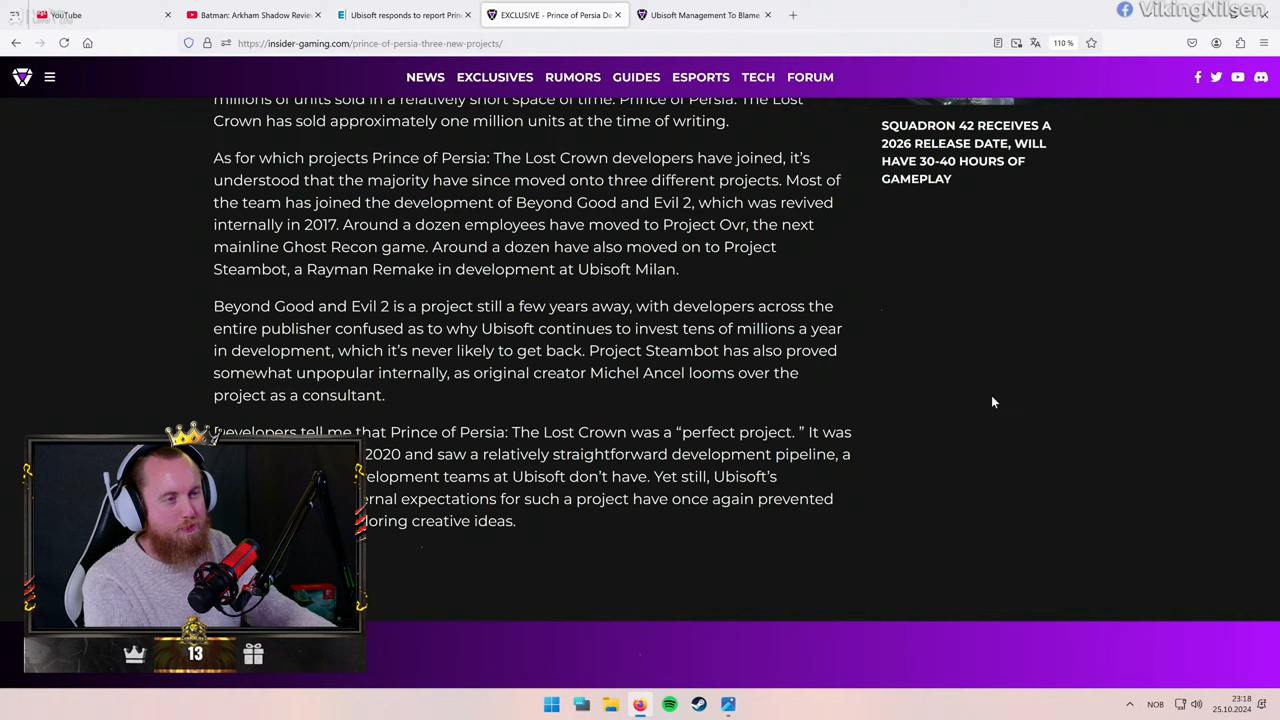 YouTube
Batman: Arkham Shadow Review
Ubisoft responds to report Prince
EXCLUSIVE - Prince of Persia De
Ubisoft Management To Blame
VikingNilsen
https://insider-gaming.com/prince-of-persia-three-new-projects/
110 %
NEWS EXCLUSIVES RUMORS GUIDES ESPORTS TECH FORUM
millions of units sold in a relatively short space of time. Prince of Persia: The Lost
Crown has sold approximately one million units at the time of writing.
As for which projects Prince of Persia: The Lost Crown developers have joined, it's
understood that the majority have since moved onto three different projects. Most of
the team has joined the development of Beyond Good and Evil 2, which was revived
internally in 2017. Around a dozen employees have moved to Project Ovr, the next
mainline Ghost Recon game. Around a dozen have also moved on to Project
Steambot, a Rayman Remake in development at Ubisoft Milan.
Beyond Good and Evil 2 is a project still a few years away, with developers across the
entire publisher confused as to why Ubisoft continues to invest tens of millions a year
in development, which it's never likely to get back. Project Steambot has also proved
somewhat unpopular internally, as original creator Michel Ancel looms over the
project as a consultant.
Developers tell me that Prince of Persia: The Lost Crown was a “perfect project. ” It was
2020 and saw a relatively straightforward development pipeline, a
elopment teams at Ubisoft don't have. Yet still, Ubisoft's
ernal expectations for such a project have once again prevented
loring creative ideas.
SQUADRON 42 RECEIVES A
2026 RELEASE DATE, WILL
HAVE 30-40 HOURS OF
GAMEPLAY
13
NOB
23:18
25.10.2024